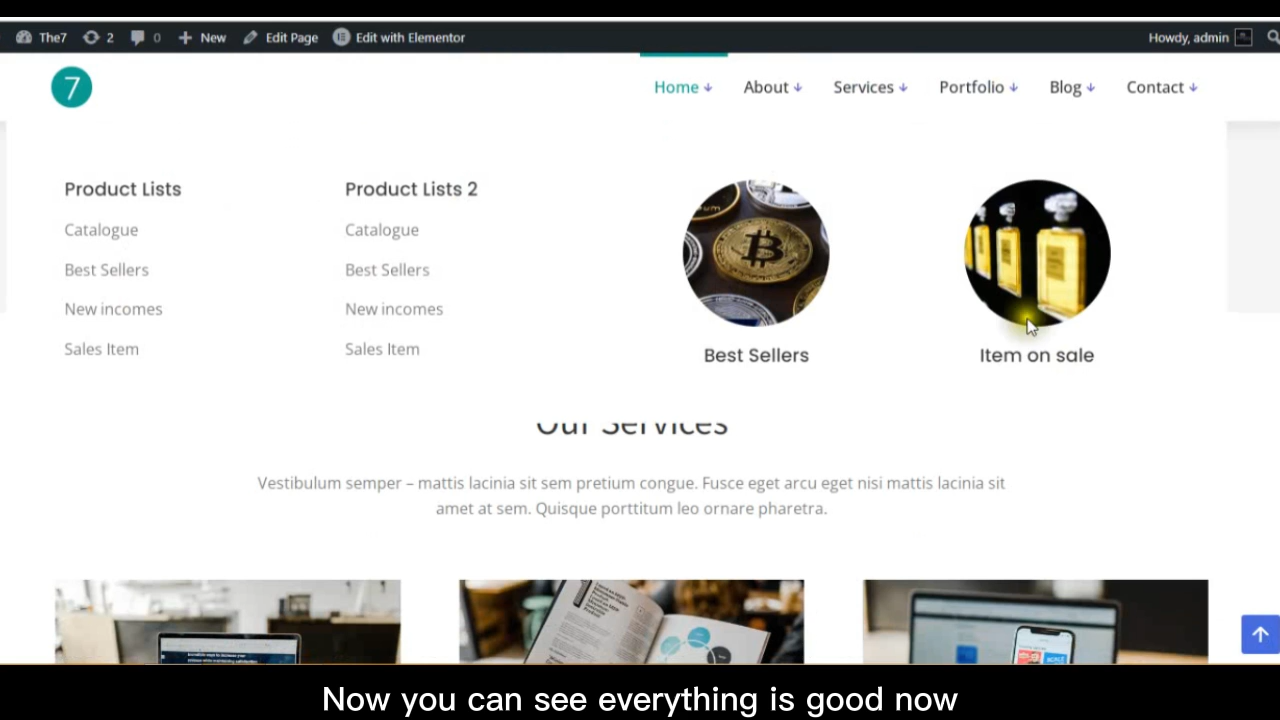 The7 2 0 New Edit Page Edit with Elementor Howdy, admin
7 Home About Services Portfolio Blog Contact
Product Lists Product Lists 2
Catalogue Catalogue
Best Sellers Best Sellers
New incomes New incomes
Sales Item Sales Item
Best Sellers Item on sale
Our Services
Vestibulum semper – mattis lacinia sit sem pretium congue. Fusce eget arcu eget nisi mattis lacinia sit
amet at sem. Quisque porttitum leo ornare pharetra.
Now you can see everything is good now